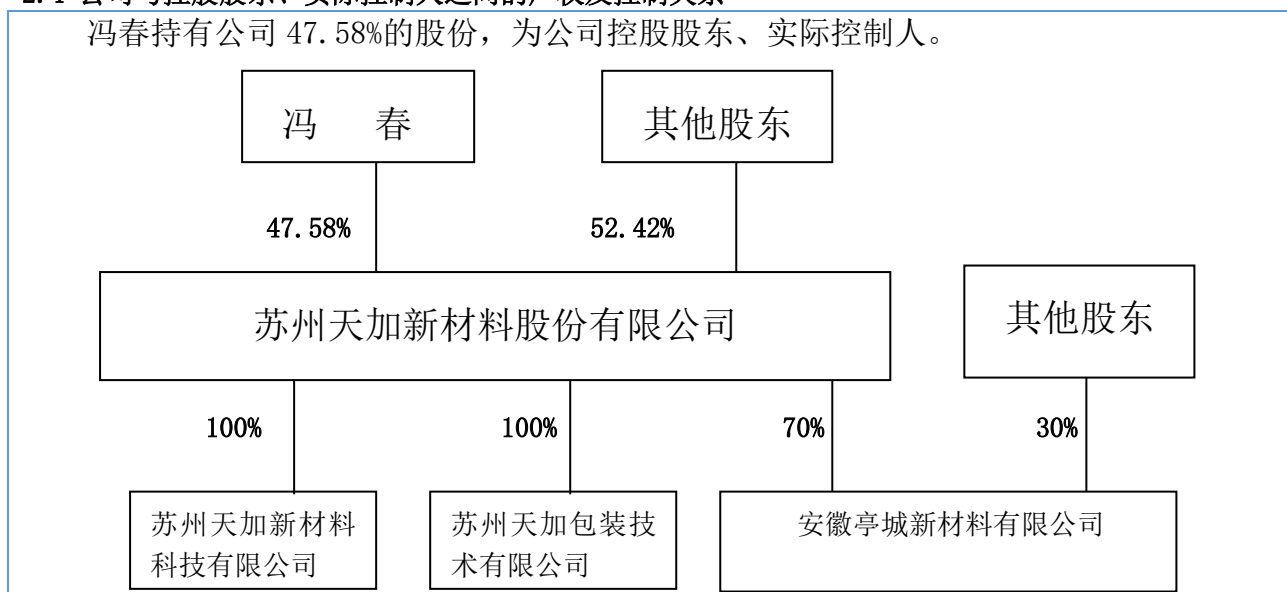 冯春持有公司 47.58%的股份，为公司控股股东、实际控制人。
冯 春
其他股东
47.58%
52.42%
苏州天加新材料股份有限公司
其他股东
100%
100%
70%
30%
苏州天加新材料
科技有限公司
苏州天加包装技
术有限公司
安徽亭城新材料有限公司